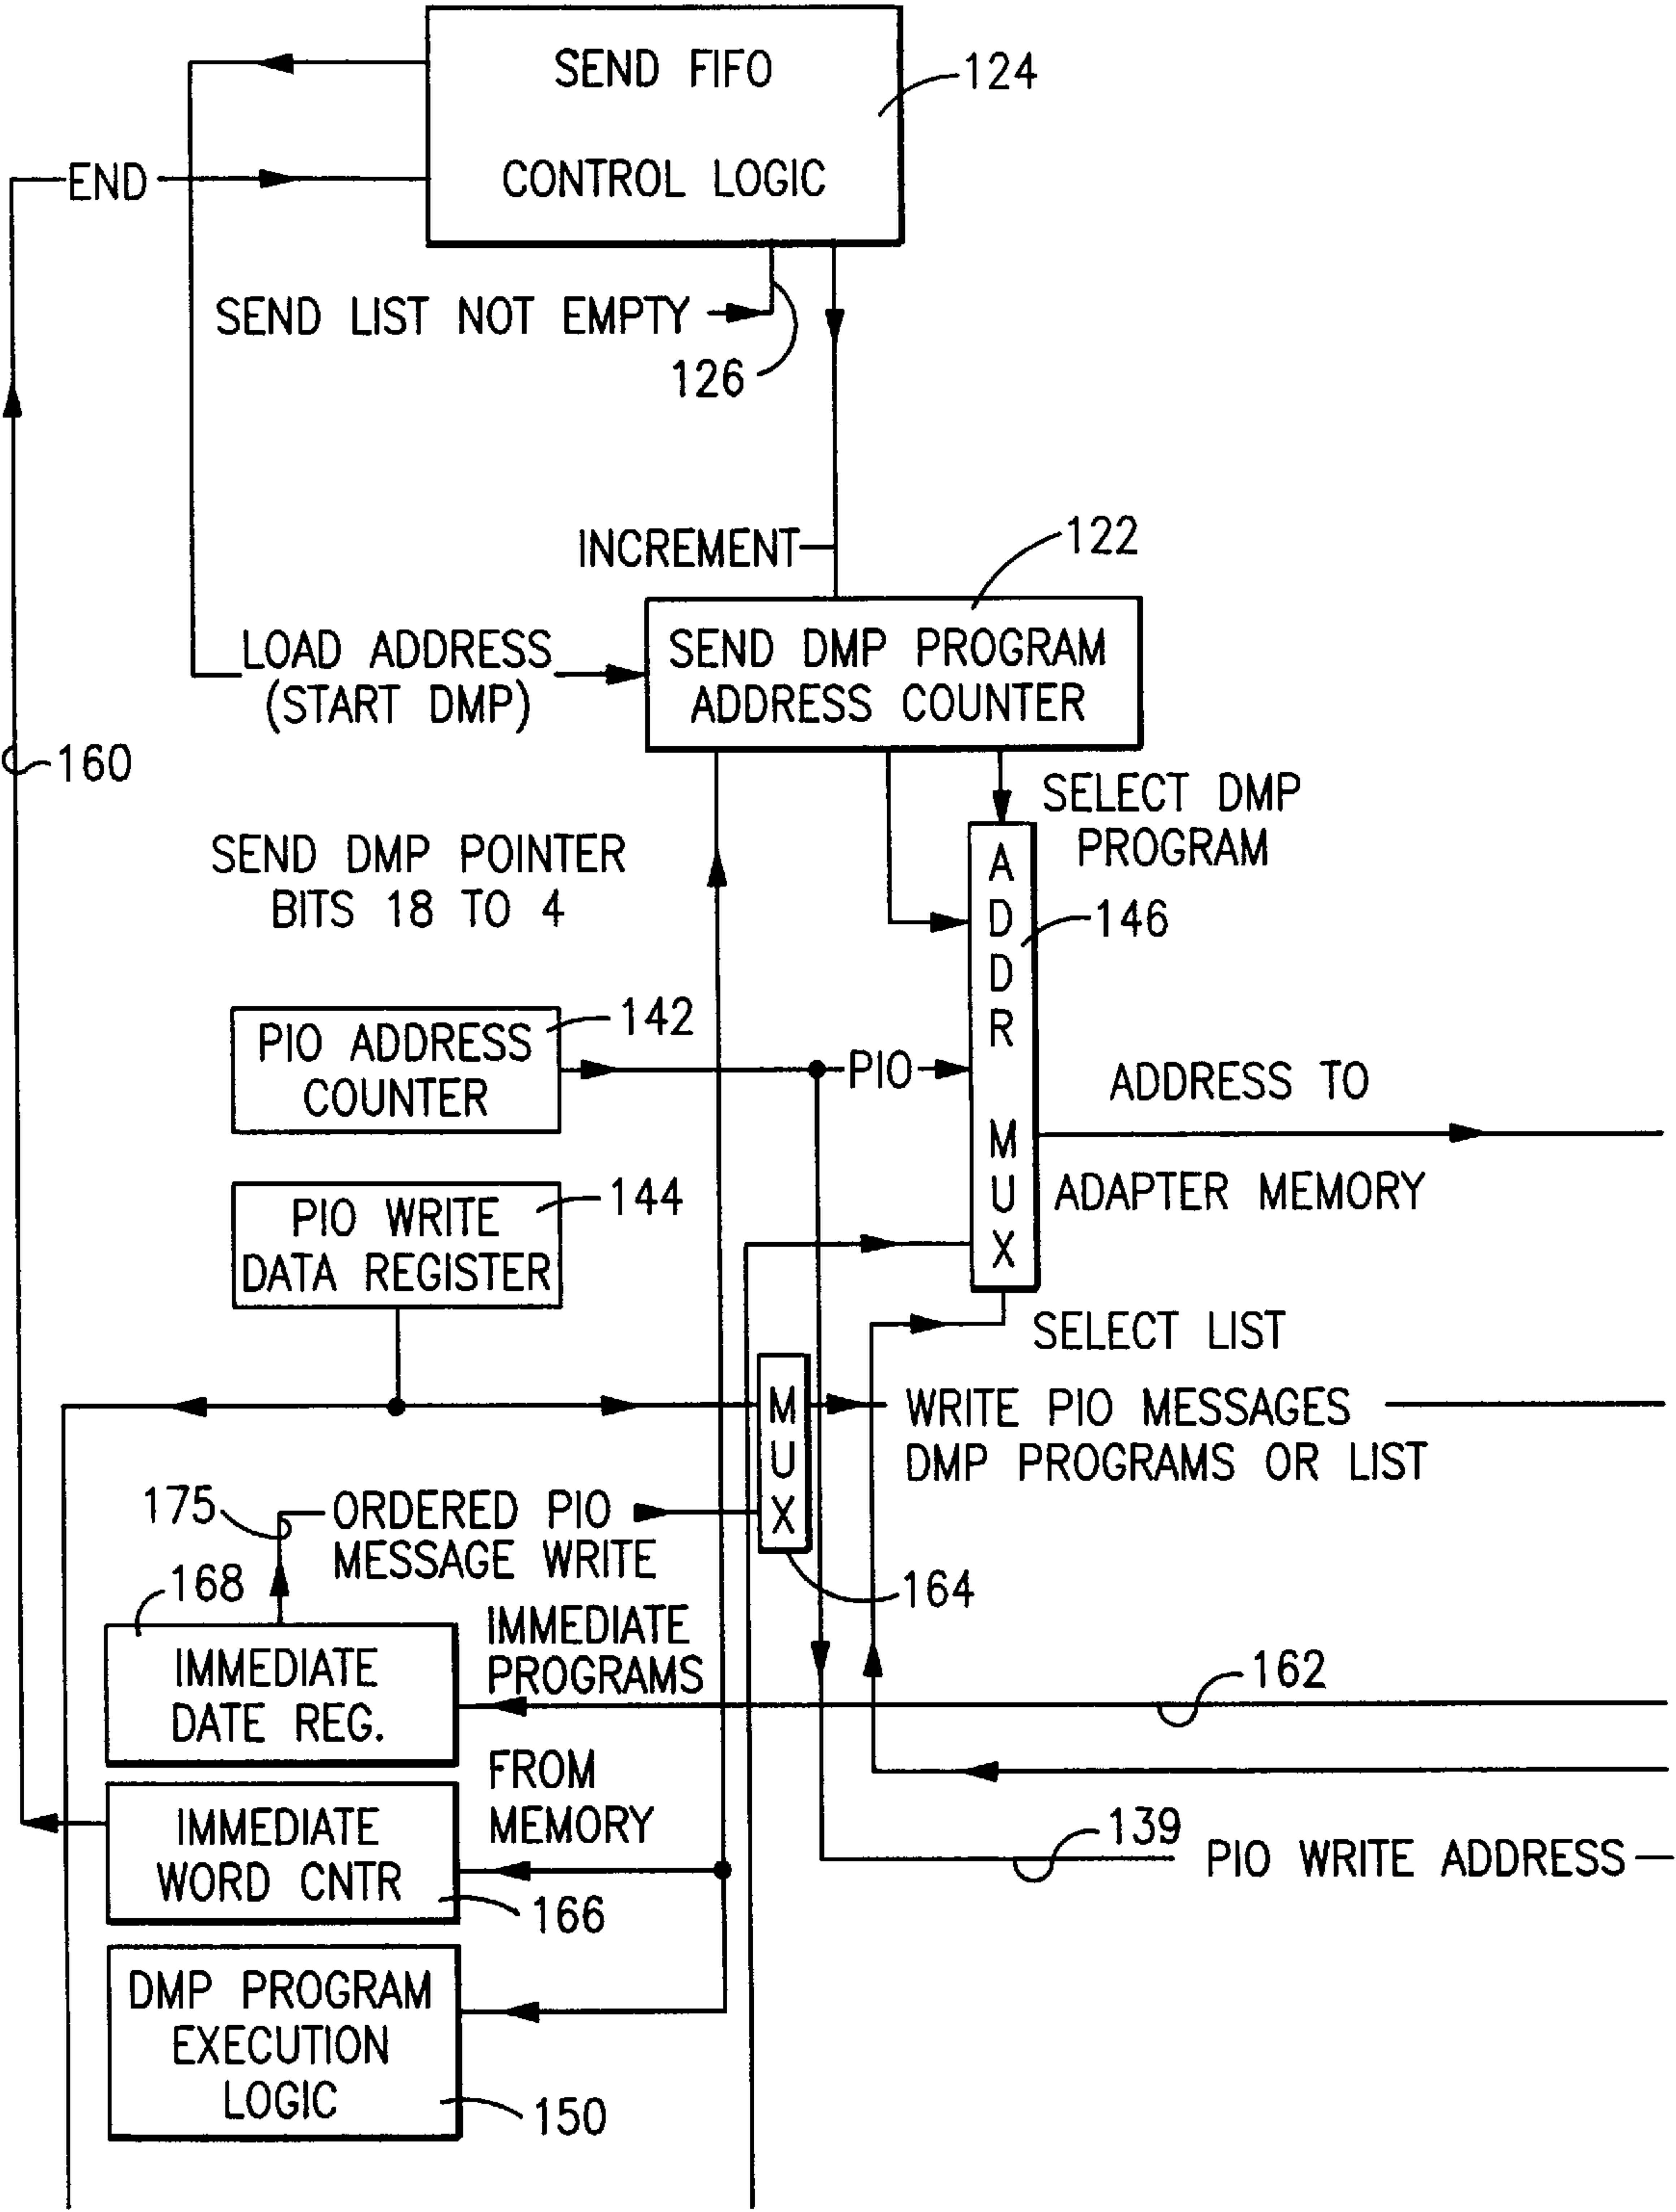 SEND FIFO
CONTROL LOGIC
124
END
SEND LIST NOT EMPTY
126
INCREMENT
122
LOAD ADDRESS
(START DMP)
SEND DMP PROGRAM
ADDRESS COUNTER
160
SELECT DMP
PROGRAM
SEND DMP POINTER
BITS 18 TO 4
ADDR MUX
146
PIO ADDRESS
COUNTER
142
PIO
ADDRESS TO
ADAPTER MEMORY
PIO WRITE
DATA REGISTER
144
SELECT LIST
MUX
WRITE PIO MESSAGES
DMP PROGRAMS OR LIST
175
ORDERED PIO
MESSAGE WRITE
164
168
IMMEDIATE
DATE REG.
IMMEDIATE
PROGRAMS
162
FROM
MEMORY
IMMEDIATE
WORD CNTR
166
139
PIO WRITE ADDRESS
DMP PROGRAM
EXECUTION
LOGIC
150